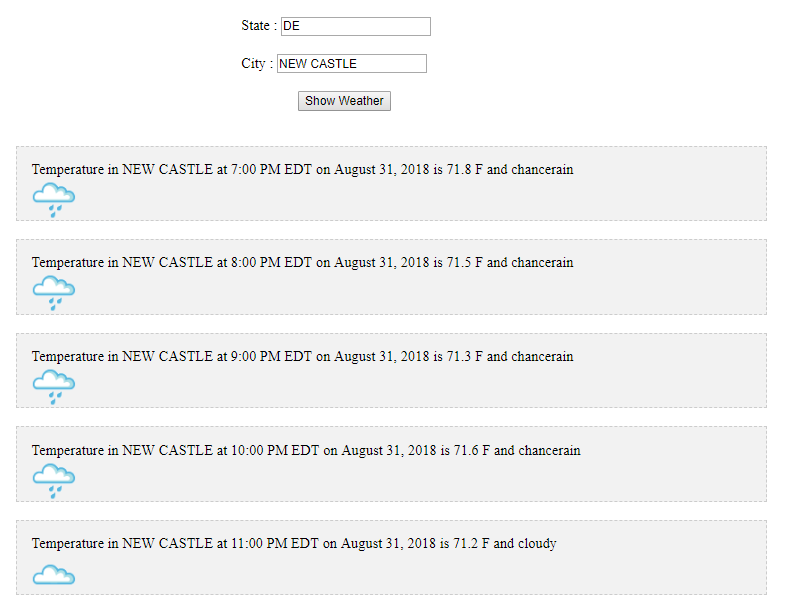 State : DE
City : NEW CASTLE
Show Weather
Temperature in NEW CASTLE at 7:00 PM EDT on August 31, 2018 is 71.8 F and chancerain
Temperature in NEW CASTLE at 8:00 PM EDT on August 31, 2018 is 71.5 F and chancerain
Temperature in NEW CASTLE at 9:00 PM EDT on August 31, 2018 is 71.3 F and chancerain
Temperature in NEW CASTLE at 10:00 PM EDT on August 31, 2018 is 71.6 F and chancerain
Temperature in NEW CASTLE at 11:00 PM EDT on August 31, 2018 is 71.2 F and cloudy